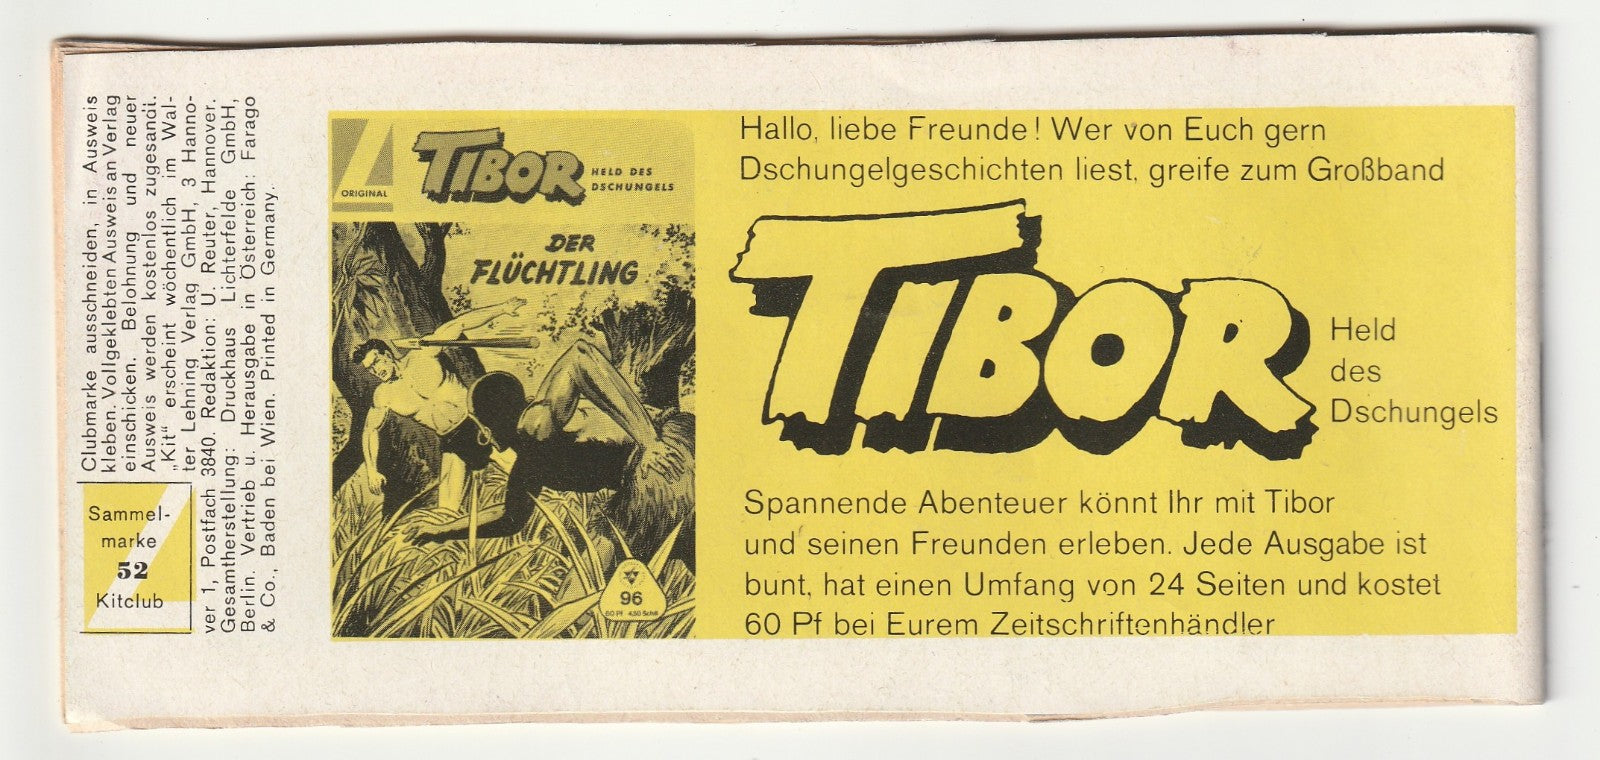 Clubmarke ausschneiden, in Ausweis
kleben. Vollgeklebten Ausweis an Verlag
einschicken. Belohnung und neuer
Ausweis werden kostenlos zugesandt.
„Kit“ erscheint wöchentlich im Wal-
ter Lehning Verlag GmbH, 3 Hanno-
ver 1, Postfach 3840. Redaktion: U. Reuter, Hannover.
Gesamtherstellung: Druckhaus Lichterfelde GmbH,
Berlin. Vertrieb u. Herausgabe in Österreich: Farago
& Co., Baden bei Wien. Printed in Germany.
Sammel-
marke
52
Kitclub
ORIGINAL
TIBOR
HELD DES
DSCHUNGELS
DER
FLÜCHTLING
96
60 Pf 4,50 Schill
Hallo, liebe Freunde! Wer von Euch gern
Dschungelgeschichten liest, greife zum Großband
TIBOR
Held
des
Dschungels
Spannende Abenteuer könnt Ihr mit Tibor
und seinen Freunden erleben. Jede Ausgabe ist
bunt, hat einen Umfang von 24 Seiten und kostet
60 Pf bei Eurem Zeitschriftenhändler